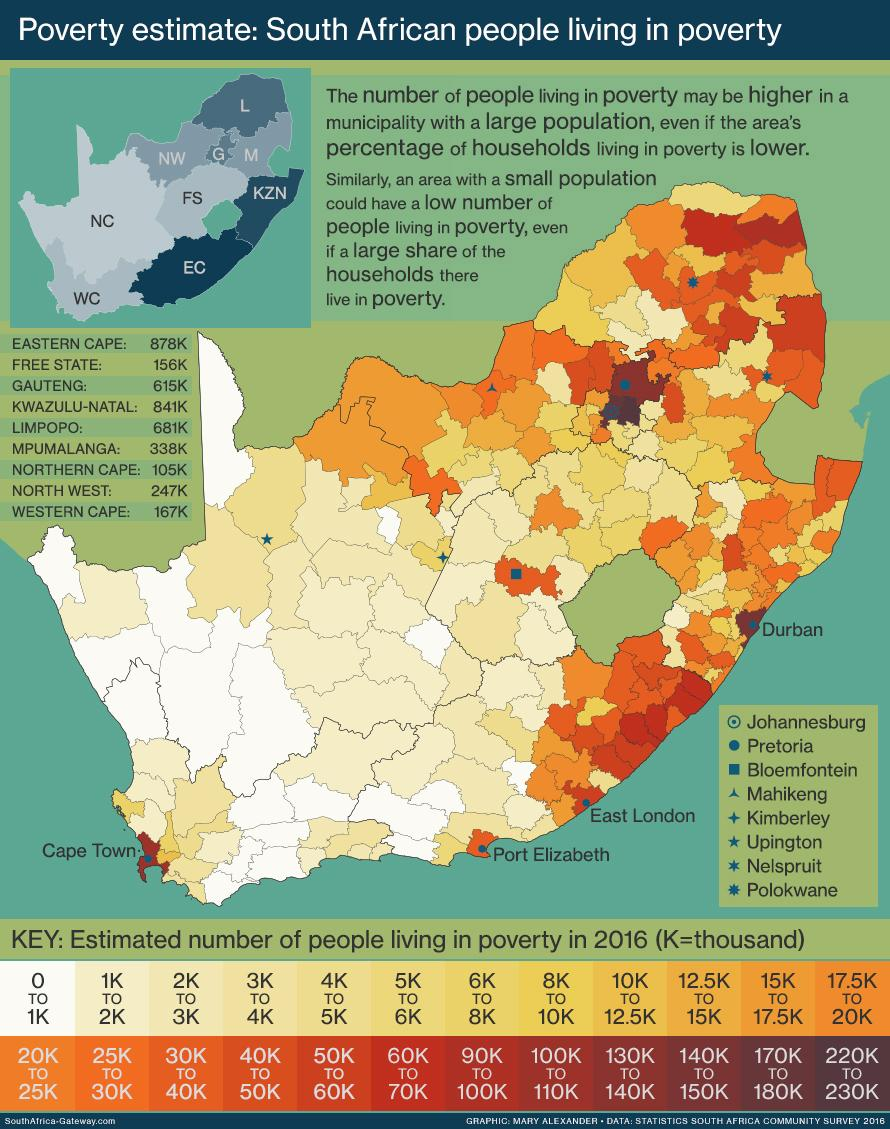 Poverty estimate: South African people living in poverty
The number of people living in poverty may be higher in a
municipality with a large population, even if the area's
percentage of households living in poverty is lower.
Similarly, an area with a small population
could have a low number of
people living in poverty, even
if a large share of the
households there
live in poverty.
L
NW
G
M
FS
KZN
NC
EC
WC
EASTERN CAPE: 878K
FREE STATE: 156K
GAUTENG: 615K
KWAZULU-NATAL: 841K
LIMPOPO: 681K
MPUMALANGA: 338K
NORTHERN CAPE: 105K
NORTH WEST: 247K
WESTERN CAPE: 167K
Durban
East London
Port Elizabeth
Cape Town
Johannesburg
Pretoria
Bloemfontein
Mahikeng
Kimberley
Upington
Nelspruit
Polokwane
KEY: Estimated number of people living in poverty in 2016 (K=thousand)
0 1K 2K 3K 4K 5K 6K 8K 10K 12.5K 15K 17.5K
TO TO TO TO TO TO TO TO TO TO TO TO
1K 2K 3K 4K 5K 6K 8K 10K 12.5K 15K 17.5K 20K
20K 25K 30K 40K 50K 60K 90K 100K 130K 140K 170K 220K
TO TO TO TO TO TO TO TO TO TO TO TO
25K 30K 40K 50K 60K 70K 100K 110K 140K 150K 180K 230K
SouthAfrica-Gateway.com
GRAPHIC: MARY ALEXANDER • DATA: STATISTICS SOUTH AFRICA COMMUNITY SURVEY 2016